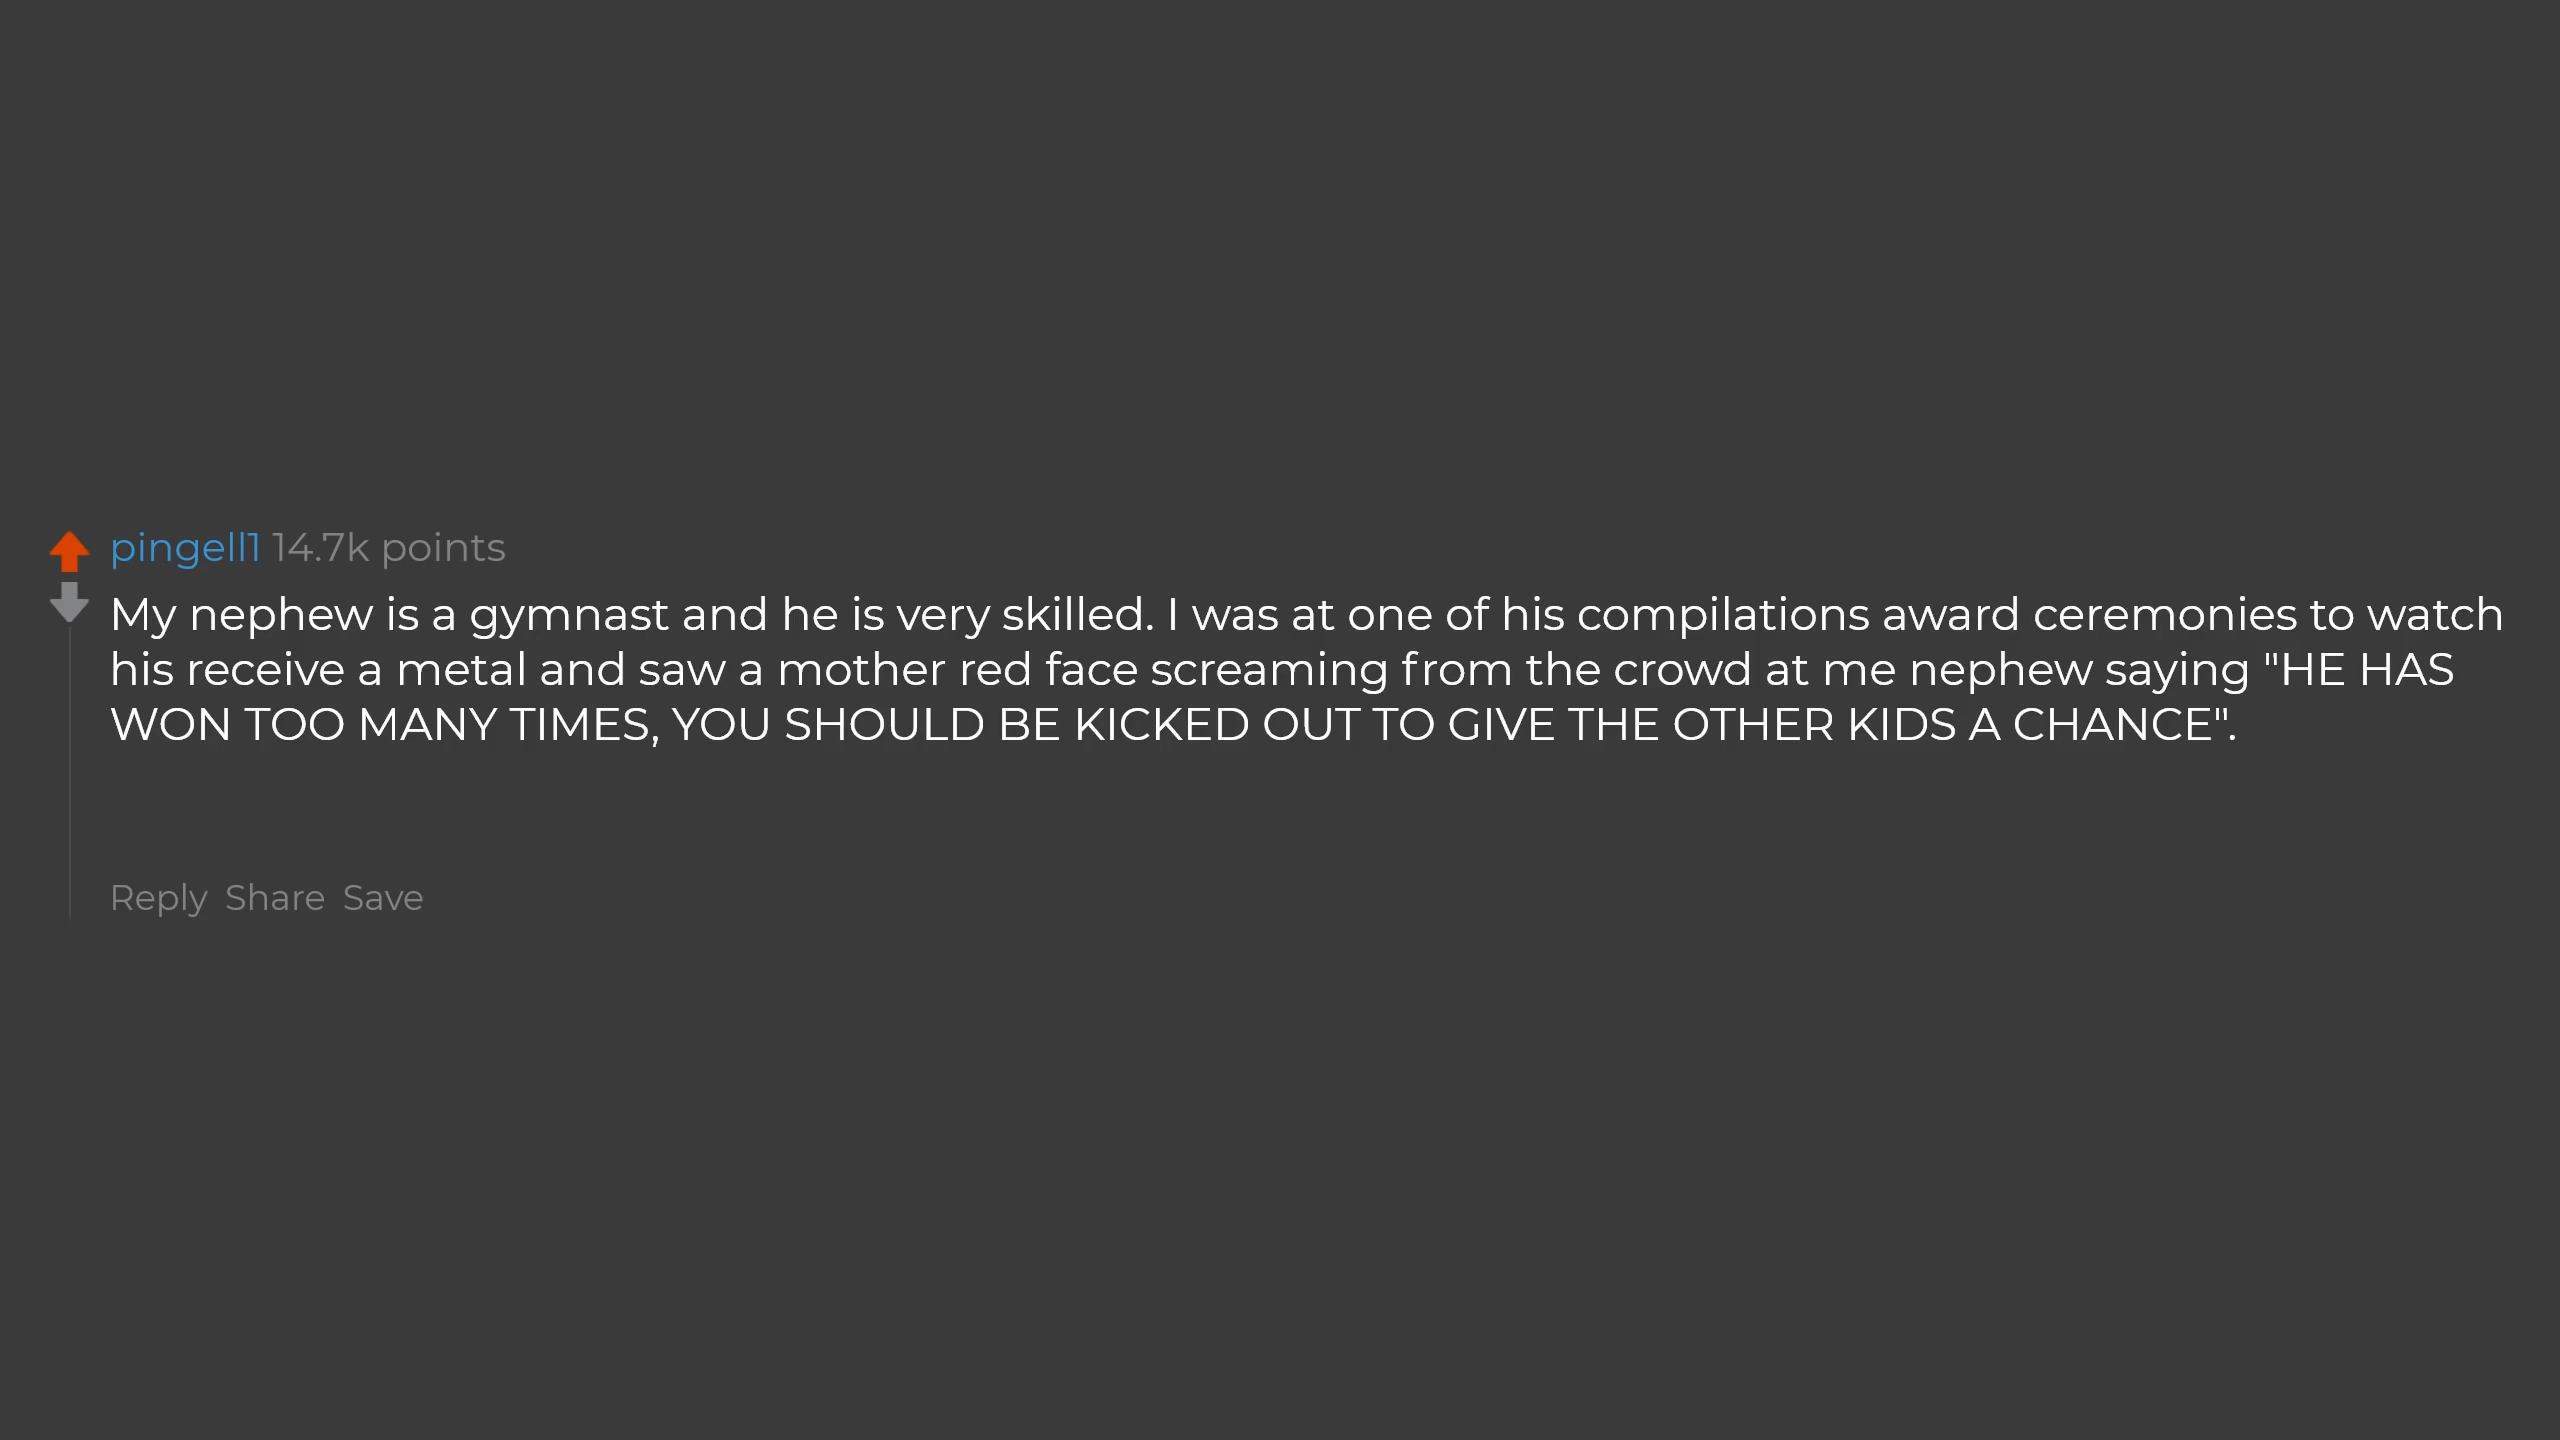 pingell1 14.7k points
My nephew is a gymnast and he is very skilled. I was at one of his compilations award ceremonies to watch
his receive a metal and saw a mother red face screaming from the crowd at me nephew saying "HE HAS
WON TOO MANY TIMES, YOU SHOULD BE KICKED OUT TO GIVE THE OTHER KIDS A CHANCE".
Reply Share Save